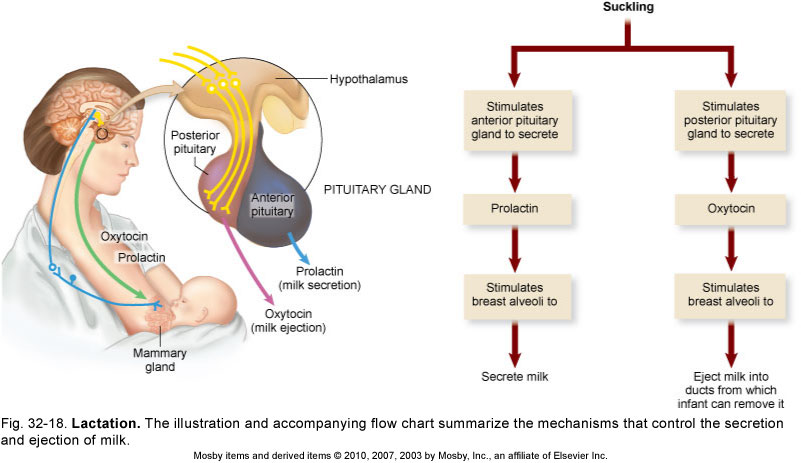 Hypothalamus
Posterior
pituitary
Anterior
pituitary
PITUITARY GLAND
Oxytocin
Prolactin
Prolactin
(milk secretion)
Oxytocin
(milk ejection)
Mammary
gland
Suckling
Stimulates
anterior pituitary
gland to secrete
Prolactin
Stimulates
breast alveoli to
Secrete milk
Stimulates
posterior pituitary
gland to secrete
Oxytocin
Stimulates
breast alveoli to
Eject milk into
ducts from which
infant can remove it
Fig. 32-18. Lactation. The illustration and accompanying flow chart summarize the mechanisms that control the secretion
and ejection of milk.
Mosby items and derived items © 2010, 2007, 2003 by Mosby, Inc., an affiliate of Elsevier Inc.